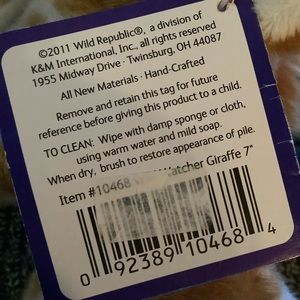 ©2011 Wild Republic®, a division of
K&M International, Inc., all rights reserved
1955 Midway Drive · Twinsburg, OH 44087
All New Materials · Hand-Crafted
Remove and retain this tag for future
reference before giving this product to a child.
TO CLEAN: Wipe with damp sponge or cloth,
using warm water and mild soap.
When dry, brush to restore appearance of pile.
Item #10468 Giraffe 7"
0 92389 10468 4